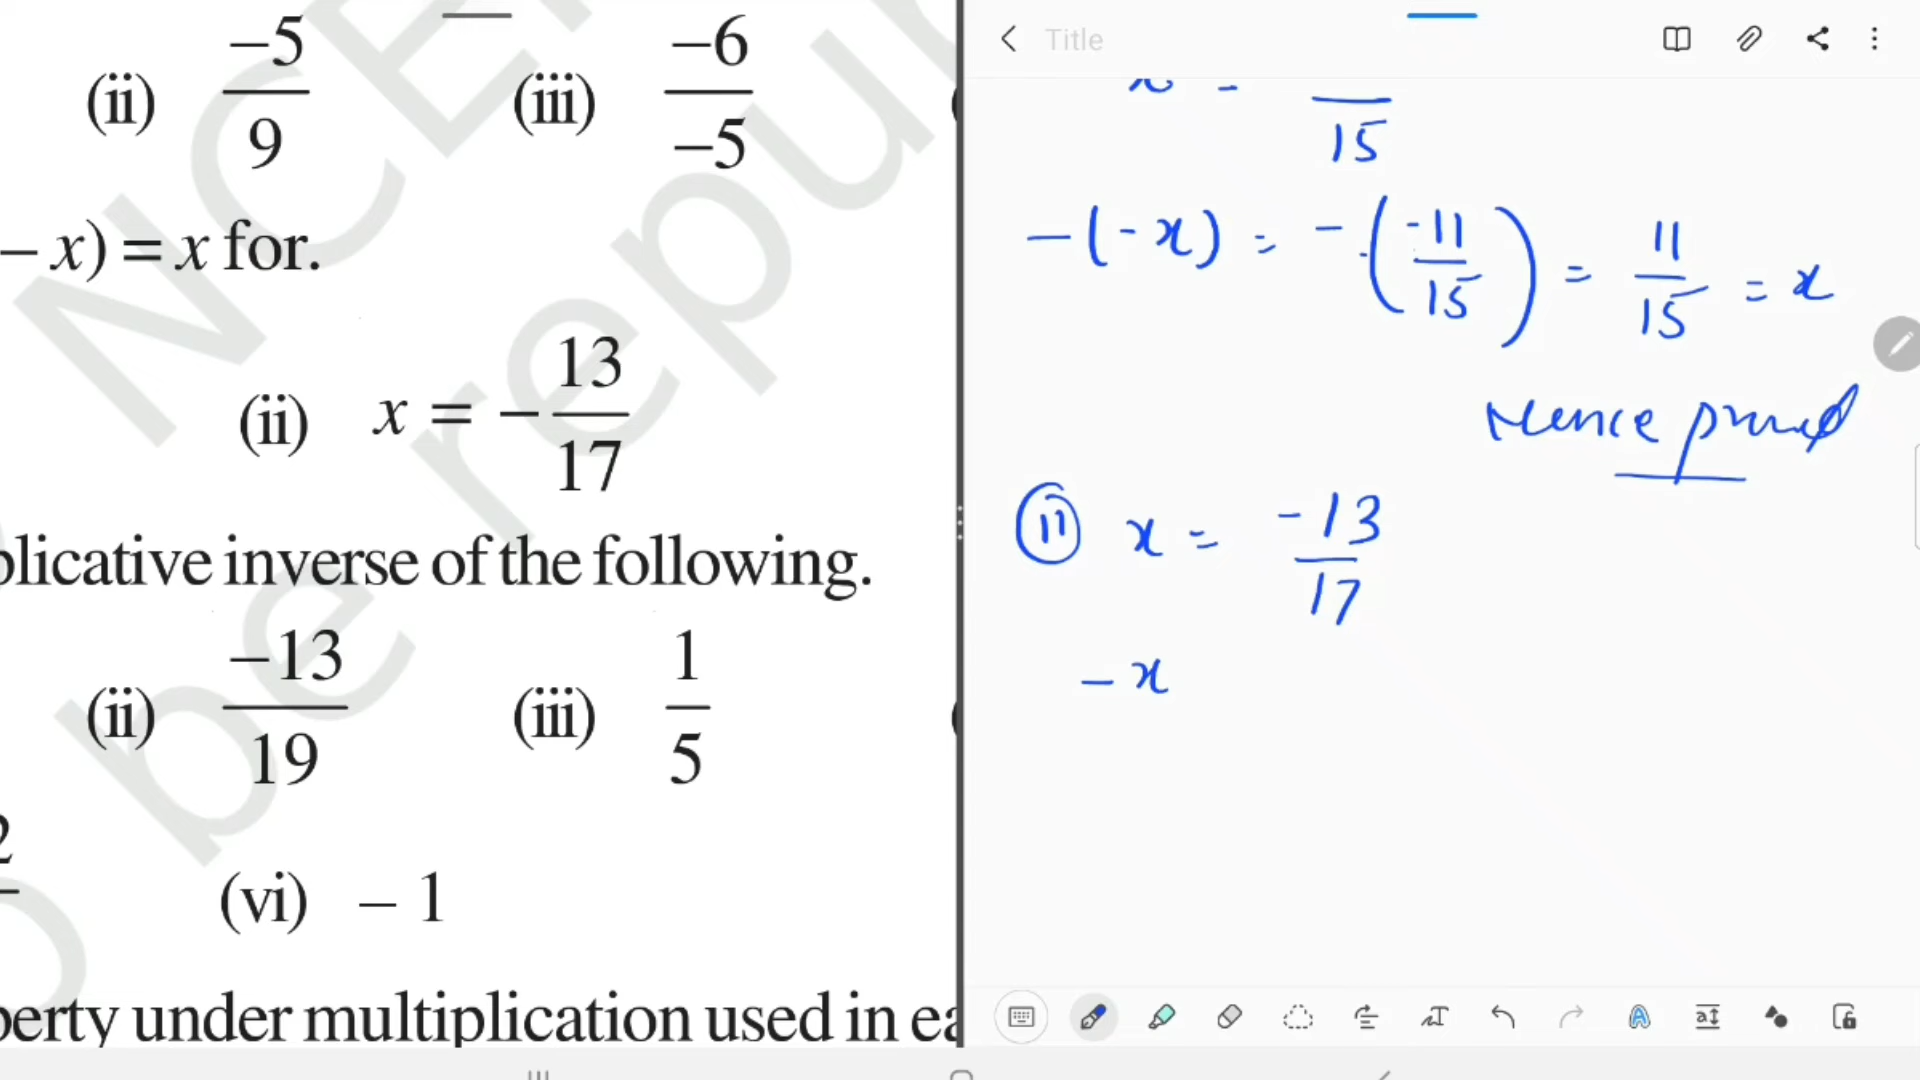 (ii) −5/9 (iii) −6/−5
– x) = x for.
(ii) x = −13/17
plicative inverse of the following.
(ii) −13/19 (iii) 1/5
2
(vi) – 1
perty under multiplication used in ea
Title
x = /15
-(-x) = -(-11/15) = 11/15 = x
Hence proved
(ii) x = -13/17
-x